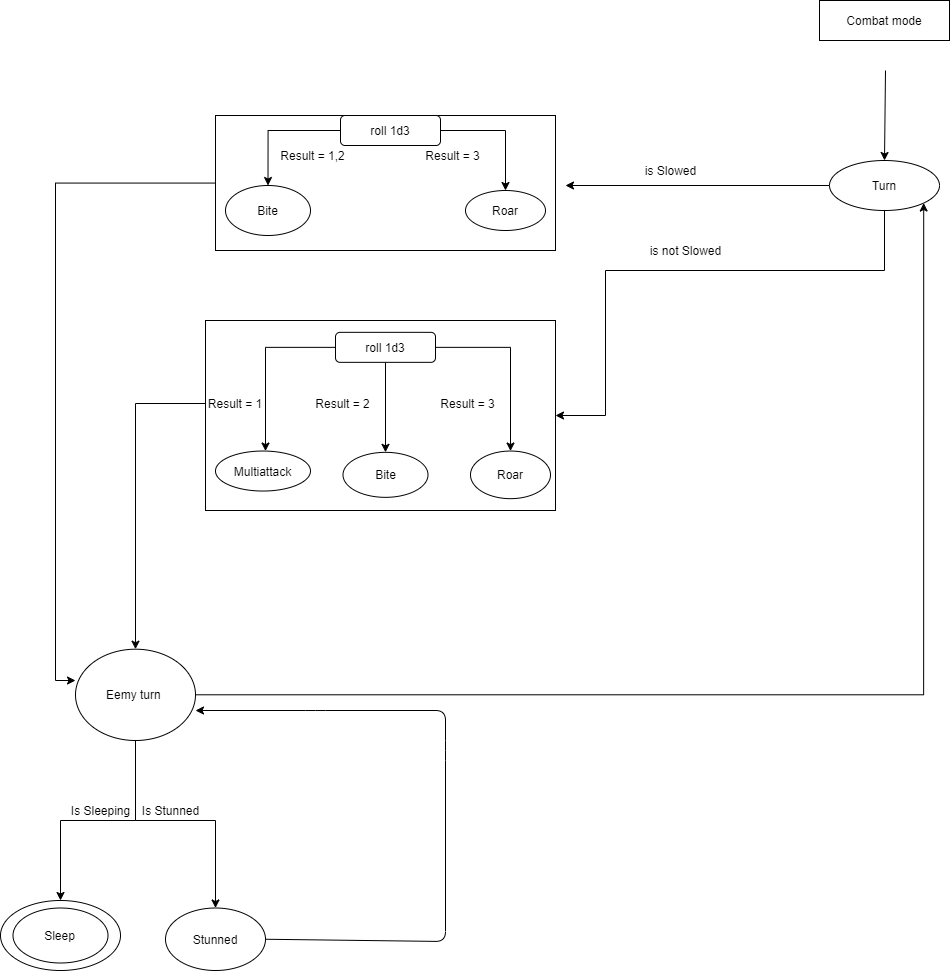 Combat mode
roll 1d3
Result = 1,2
Result = 3
is Slowed
Turn
Bite
Roar
is not Slowed
roll 1d3
Result = 1
Result = 2
Result = 3
Multiattack
Bite
Roar
Eemy turn
Is Sleeping
Is Stunned
Sleep
Stunned